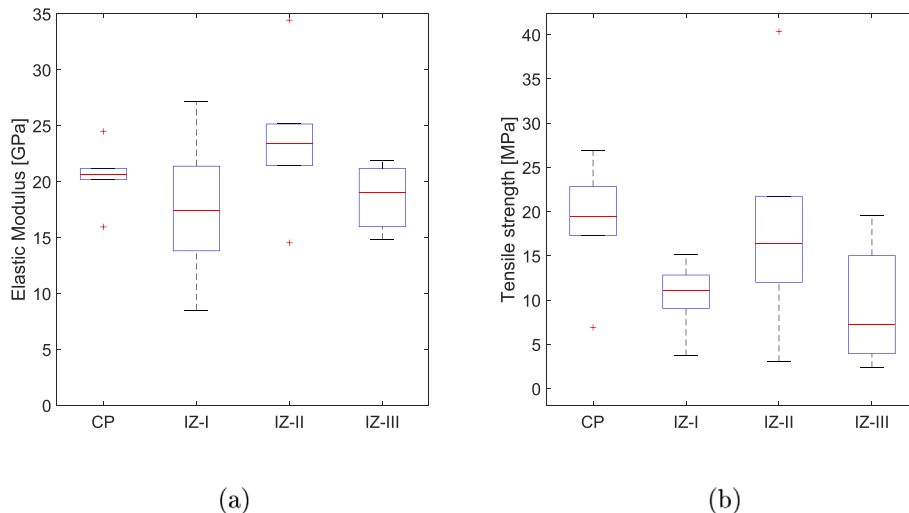 35
30
25
20
15
10
5
0
Elastic Modulus [GPa]
CP IZ-I IZ-II IZ-III
(a)
40
35
30
25
20
15
10
5
0
Tensile strength [MPa]
CP IZ-I IZ-II IZ-III
(b)